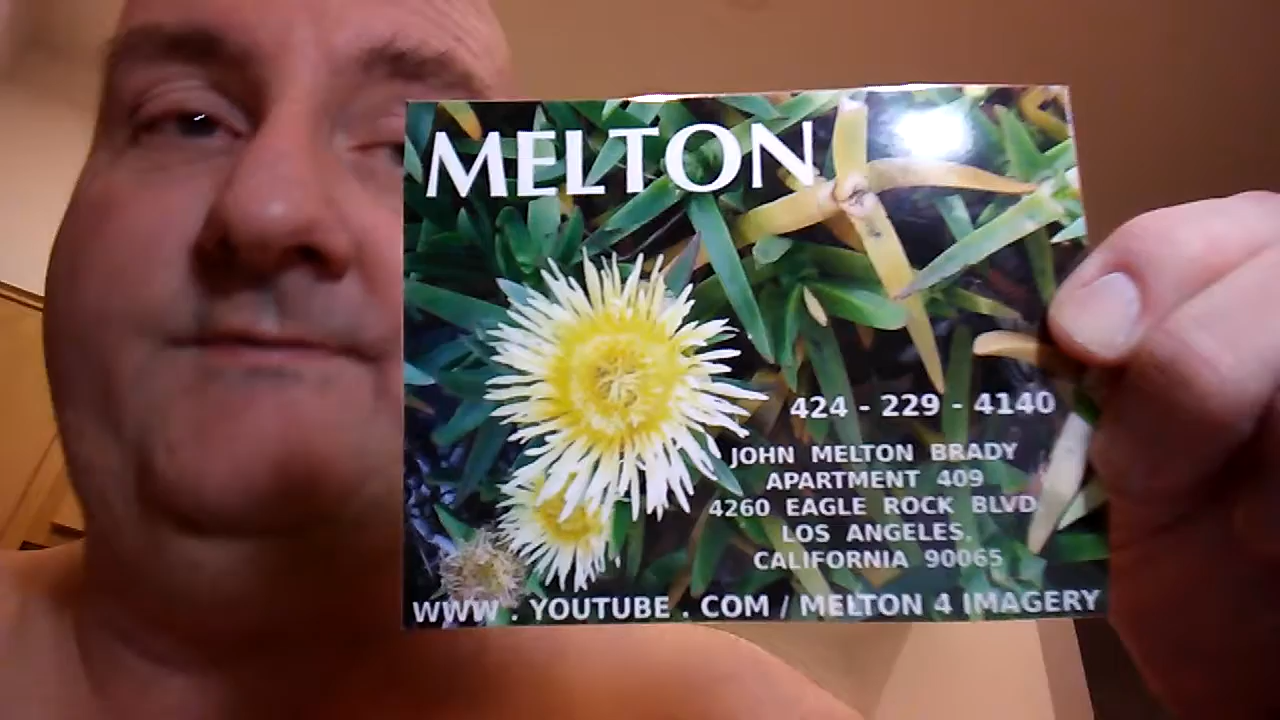 MELTON
424 - 229 - 4140
JOHN MELTON BRADY
APARTMENT 409
4260 EAGLE ROCK BLVD.
LOS ANGELES,
CALIFORNIA 90065
WWW . YOUTUBE . COM / MELTON 4 IMAGERY